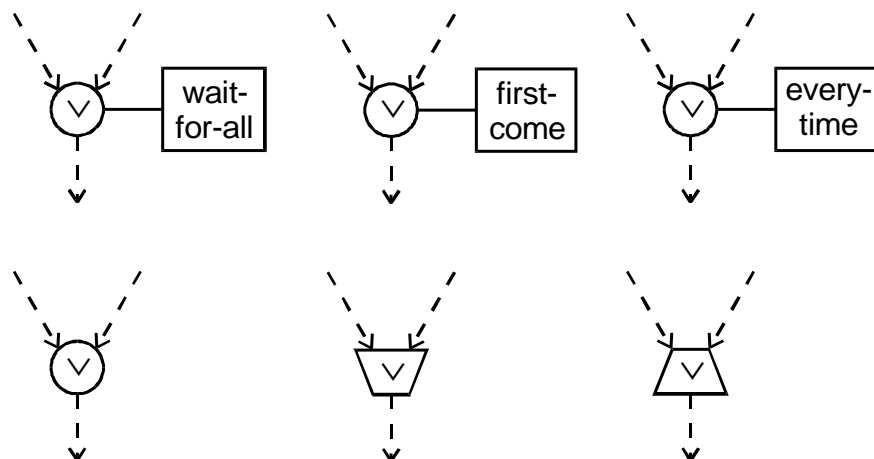 ∨
wait-
for-all
∨
first-
come
∨
every-
time
∨
∨
∨